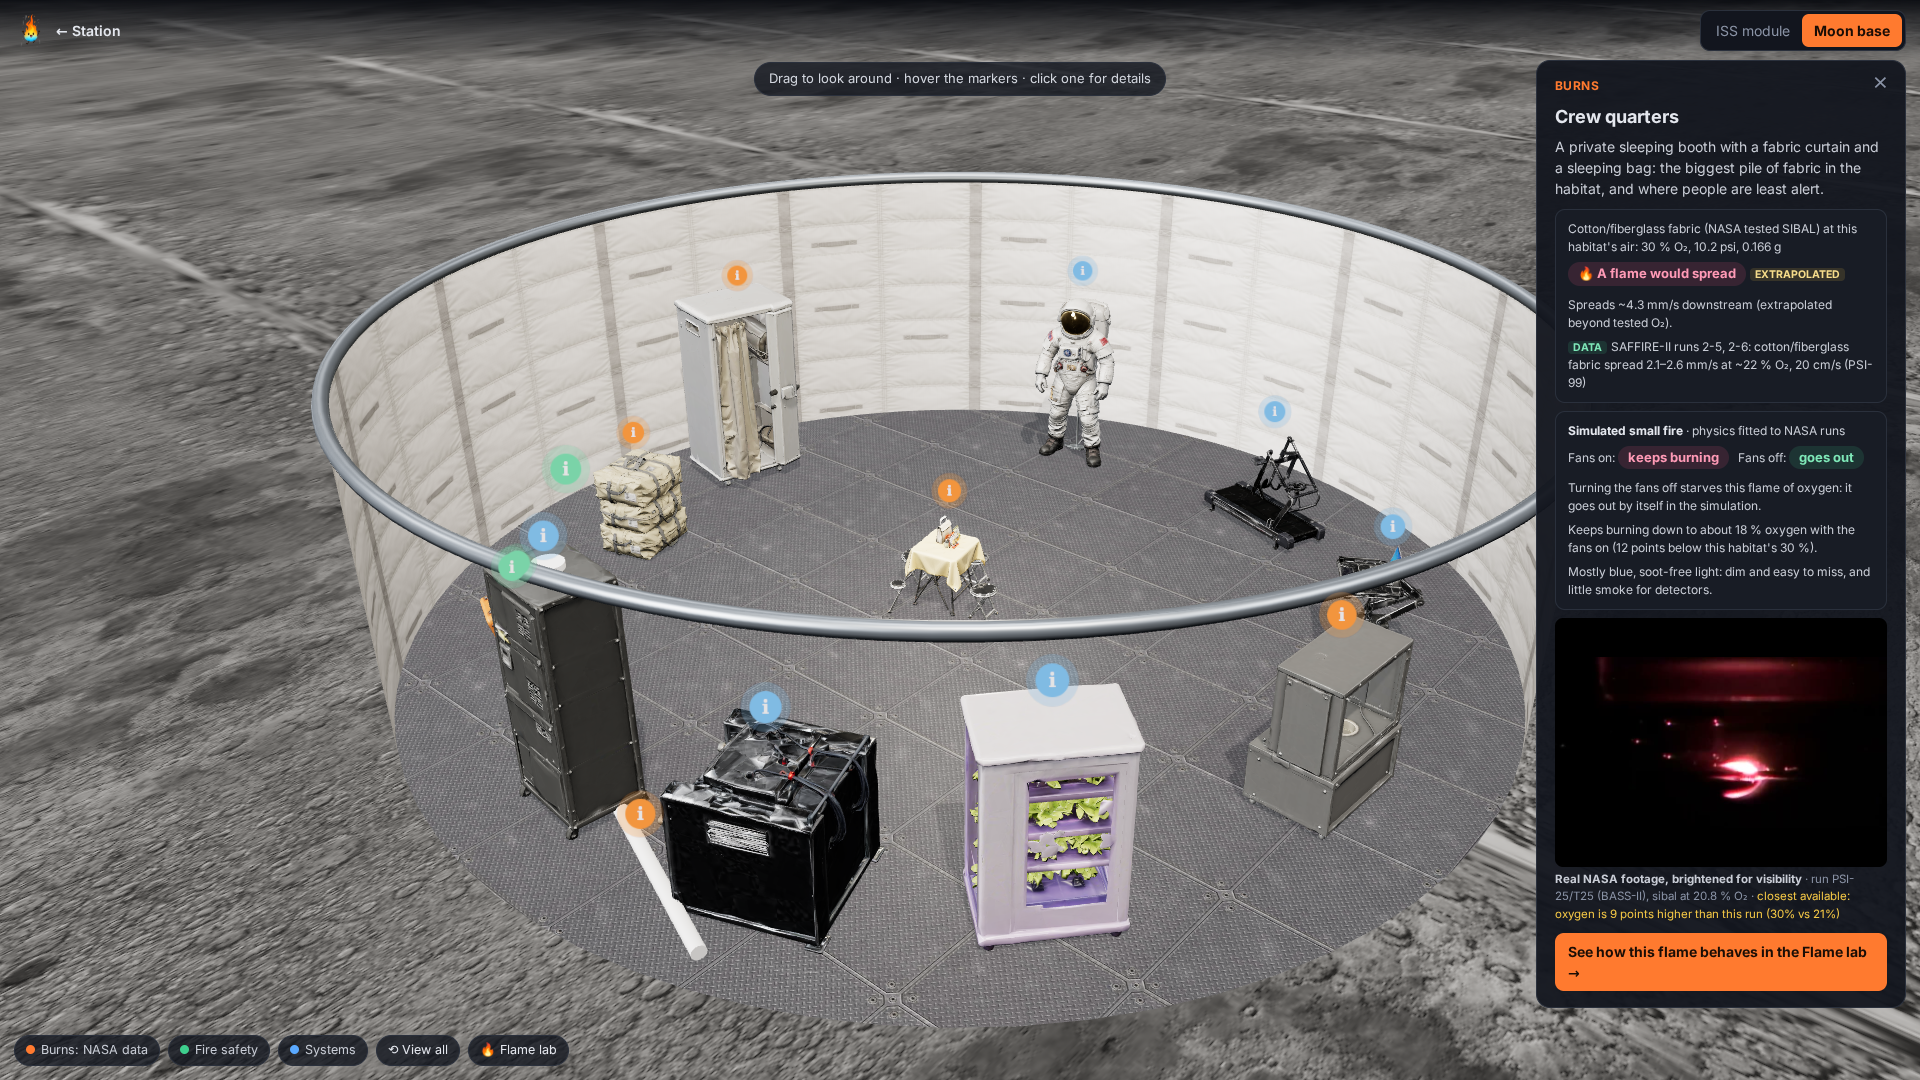 ← Station
ISS module
Moon base
Drag to look around · hover the markers · click one for details
BURNS
Crew quarters
A private sleeping booth with a fabric curtain and
a sleeping bag: the biggest pile of fabric in the
habitat, and where people are least alert.
Cotton/fiberglass fabric (NASA tested SIBAL) at this
habitat's air: 30 % O₂, 10.2 psi, 0.166 g
🔥 A flame would spread EXTRAPOLATED
Spreads ~4.3 mm/s downstream (extrapolated
beyond tested O₂).
DATA SAFFIRE-II runs 2-5, 2-6: cotton/fiberglass
fabric spread 2.1–2.6 mm/s at ~22 % O₂, 20 cm/s (PSI-
99)
Simulated small fire · physics fitted to NASA runs
Fans on: keeps burning Fans off: goes out
Turning the fans off starves this flame of oxygen: it
goes out by itself in the simulation.
Keeps burning down to about 18 % oxygen with the
fans on (12 points below this habitat's 30 %).
Mostly blue, soot-free light: dim and easy to miss, and
little smoke for detectors.
Real NASA footage, brightened for visibility · run PSI-
25/T25 (BASS-II), sibal at 20.8 % O₂ · closest available:
oxygen is 9 points higher than this run (30% vs 21%)
See how this flame behaves in the Flame lab
→
Burns: NASA data
Fire safety
Systems
⟲ View all
🔥 Flame lab